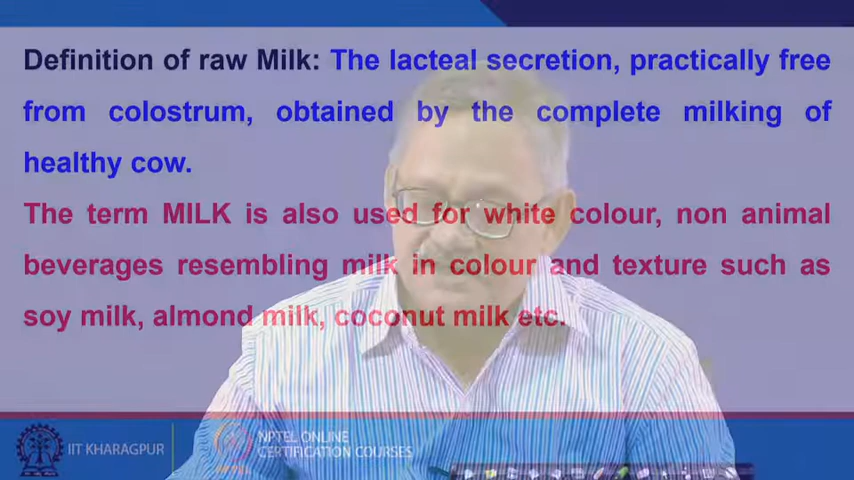 Definition of raw Milk: The lacteal secretion, practically free
from colostrum, obtained by the complete milking of
healthy cow.
The term MILK is also used for white colour, non animal
beverages resembling milk in colour and texture such as
soy milk, almond milk, coconut milk etc.
IIT KHARAGPUR
NPTEL ONLINE
CERTIFICATION COURSES